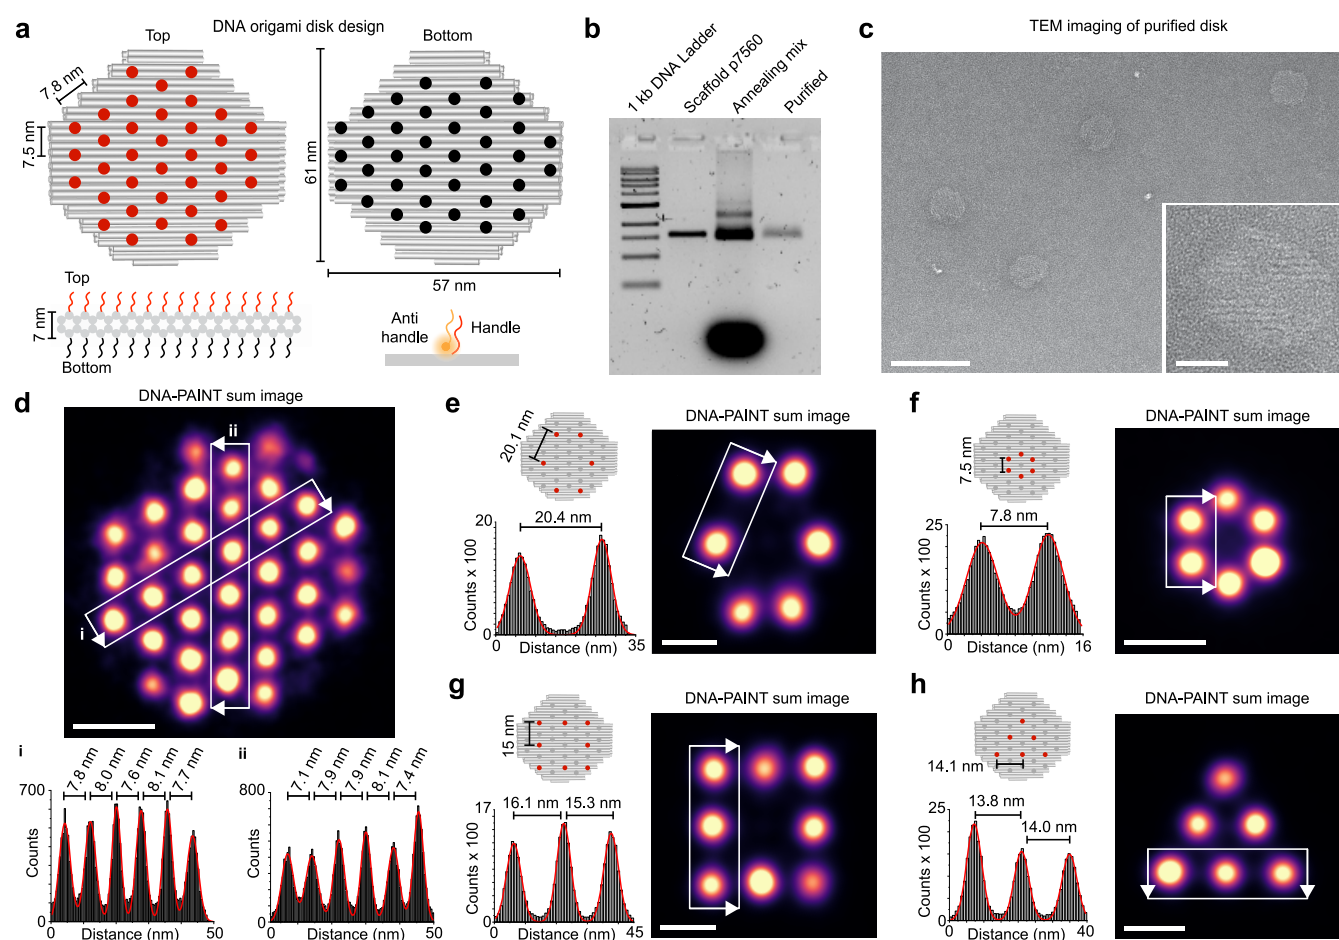 a
DNA origami disk design
Top
Bottom
7.8 nm
7.5 nm
61 nm
57 nm
Top
7 nm
Bottom
Anti
handle
Handle
b
1 kb DNA Ladder
Scaffold p7560
Annealing mix
Purified
c
TEM imaging of purified disk
d
DNA-PAINT sum image
ii
i
i
7.8 nm
8.0 nm
7.6 nm
8.1 nm
7.7 nm
700
Counts
0
0
Distance (nm)
50
ii
7.1 nm
7.9 nm
7.9 nm
8.1 nm
7.4 nm
800
0
0
Distance (nm)
50
e
20.1 nm
DNA-PAINT sum image
20
20.4 nm
Counts x 100
0
0
Distance (nm)
35
f
7.5 nm
DNA-PAINT sum image
25
7.8 nm
Counts x 100
0
0
Distance (nm)
16
g
15 nm
DNA-PAINT sum image
17
16.1 nm
15.3 nm
Counts x 100
0
0
Distance (nm)
45
h
14.1 nm
DNA-PAINT sum image
25
13.8 nm
14.0 nm
Counts x 100
0
0
Distance (nm)
40